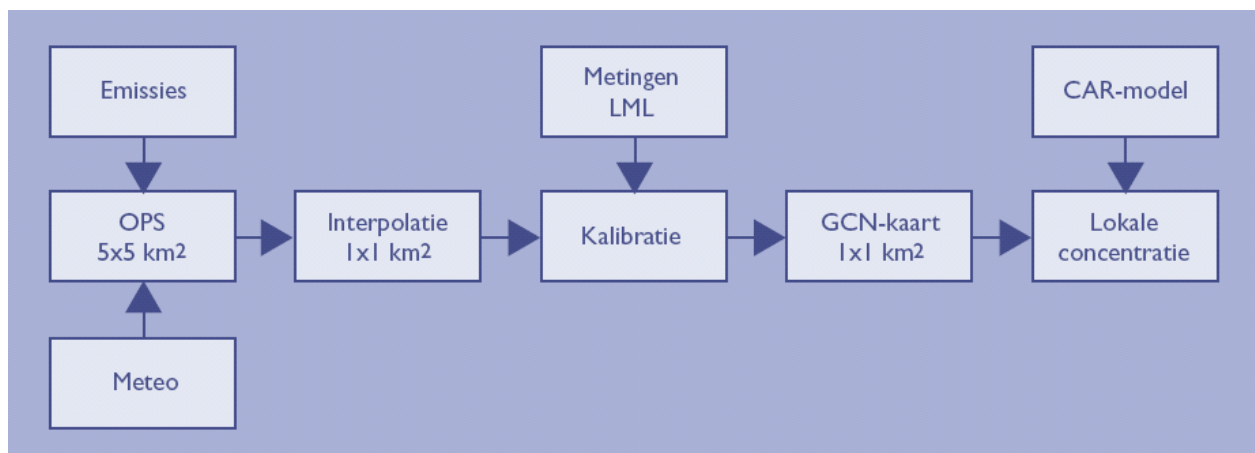 Emissies
Metingen
LML
CAR-model
OPS
5x5 km²
Interpolatie
1x1 km²
Kalibratie
GCN-kaart
1x1 km²
Lokale
concentratie
Meteo